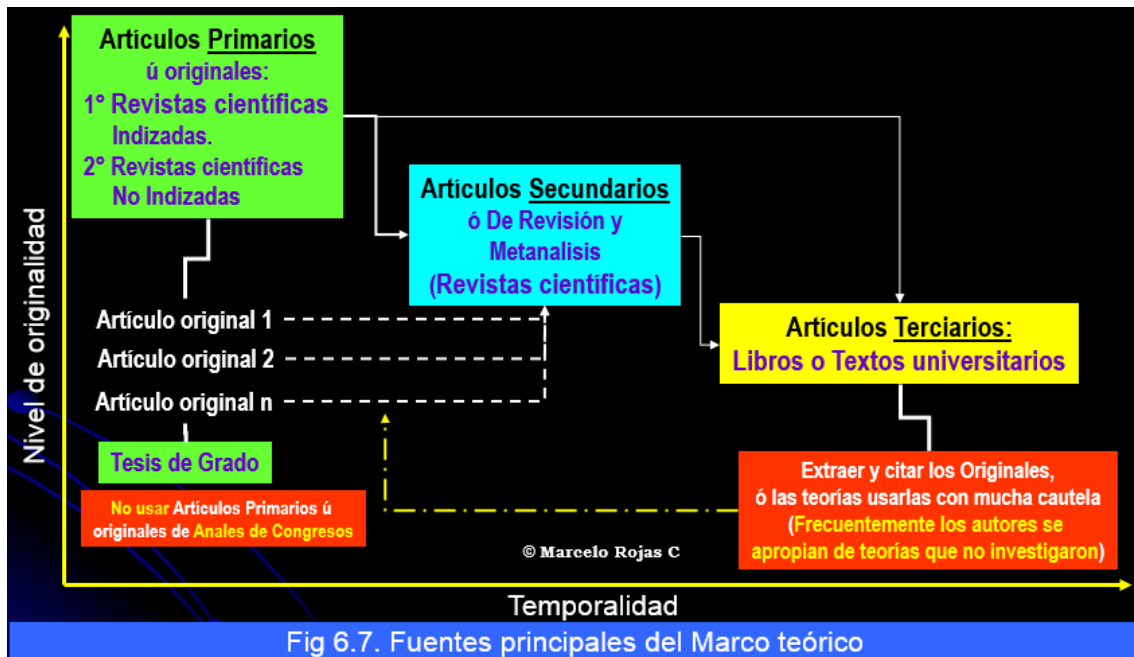 Artículos Primarios
ú originales:
1° Revistas científicas
Indizadas.
2° Revistas científicas
No Indizadas
Artículos Secundarios
ó De Revisión y
Metanalisis
(Revistas científicas)
Artículos Terciarios:
Libros o Textos universitarios
Nivel de originalidad
Artículo original 1
Artículo original 2
Artículo original n
Tesis de Grado
No usar Artículos Primarios ú
originales de Anales de Congresos
Extraer y citar los Originales,
ó las teorías usarlas con mucha cautela
(Frecuentemente los autores se
apropian de teorías que no investigaron)
© Marcelo Rojas C
Temporalidad
Fig 6.7. Fuentes principales del Marco teórico